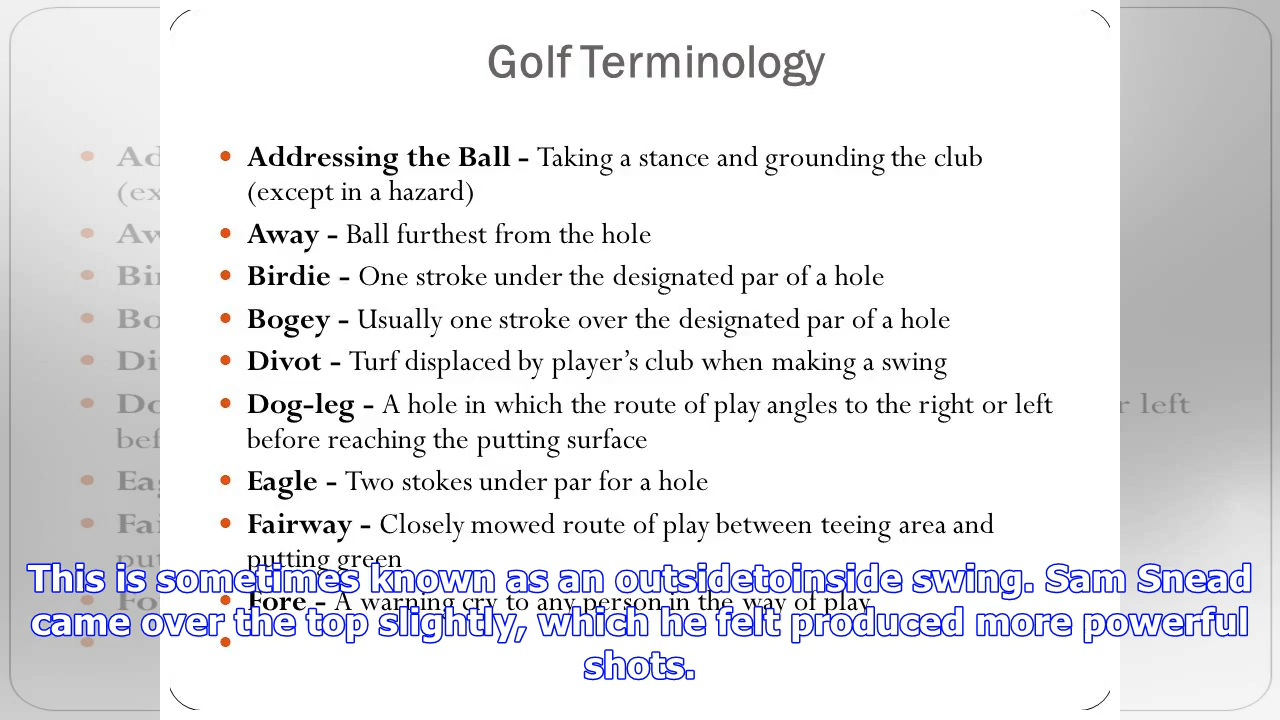 Golf Terminology
Addressing the Ball - Taking a stance and grounding the club
(except in a hazard)
Away - Ball furthest from the hole
Birdie - One stroke under the designated par of a hole
Bogey - Usually one stroke over the designated par of a hole
Divot - Turf displaced by player’s club when making a swing
Dog-leg - A hole in which the route of play angles to the right or left
before reaching the putting surface
Eagle - Two stokes under par for a hole
Fairway - Closely mowed route of play between teeing area and
putting green
Fore - A warning cry to any person in the way of play
This is sometimes known as an outsidetoinside swing. Sam Snead
came over the top slightly, which he felt produced more powerful
shots.